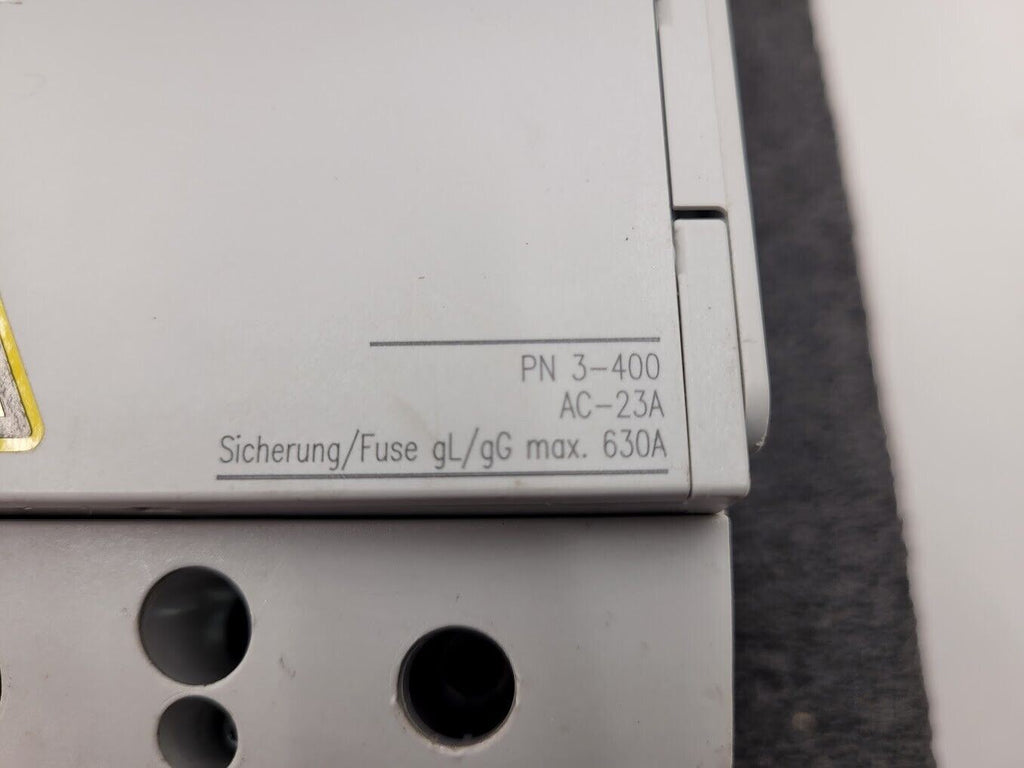 PN 3-400
AC-23A
Sicherung/Fuse gL/gG max. 630A